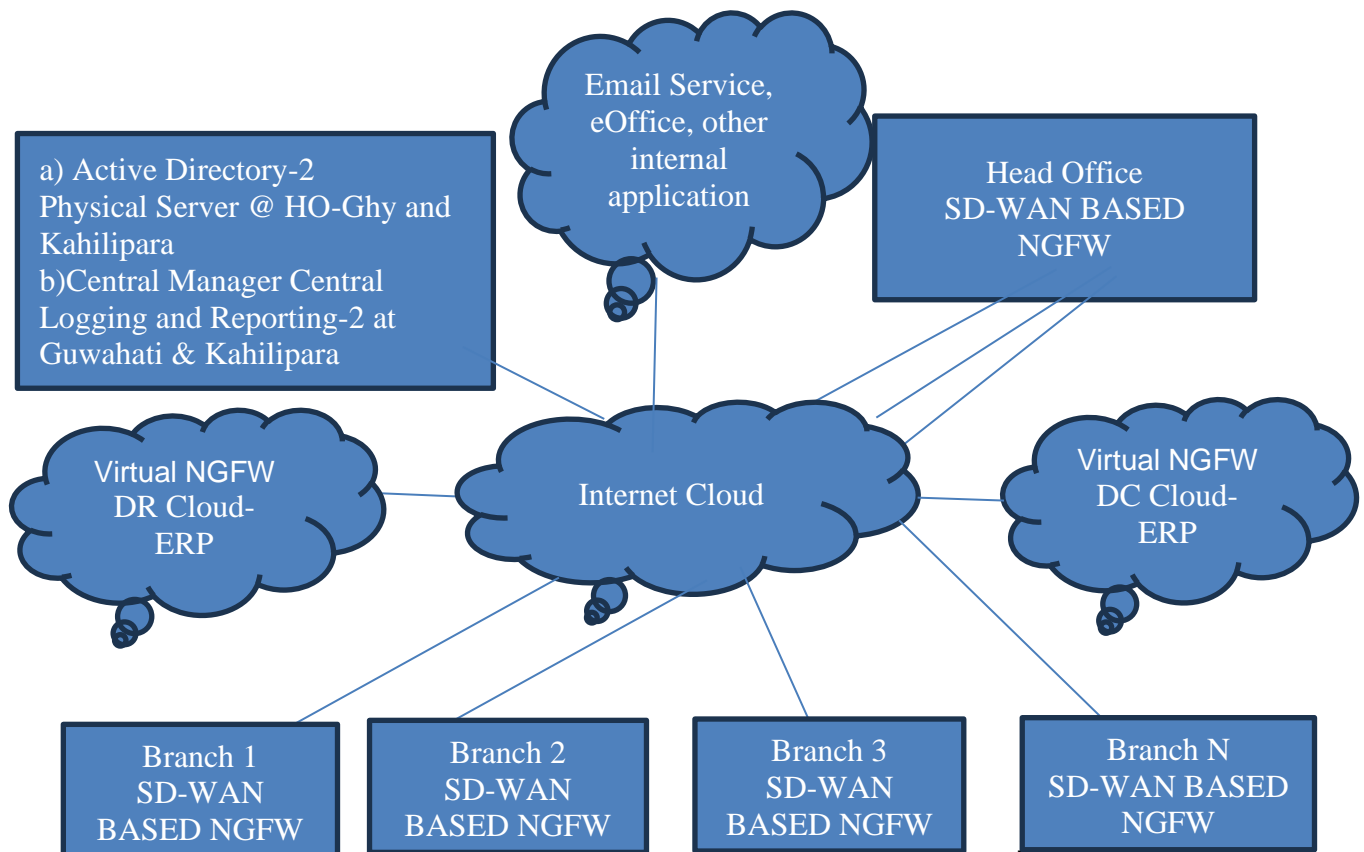 Email Service,
eOffice, other
internal
application
a) Active Directory-2
Physical Server @ HO-Ghy and
Kahilipara
b)Central Manager Central
Logging and Reporting-2 at
Guwahati & Kahilipara
Head Office
SD-WAN BASED
NGFW
Virtual NGFW
DR Cloud-
ERP
Internet Cloud
Virtual NGFW
DC Cloud-
ERP
Branch 1
SD-WAN
BASED NGFW
Branch 2
SD-WAN
BASED NGFW
Branch 3
SD-WAN
BASED NGFW
Branch N
SD-WAN BASED
NGFW